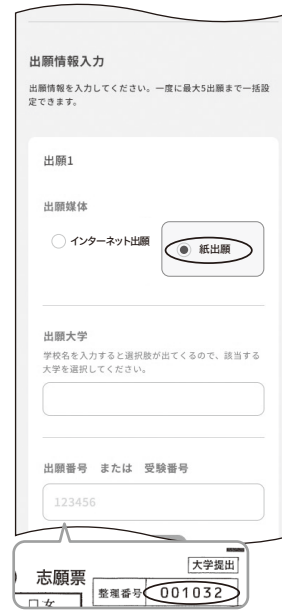 出願情報入力
出願情報を入力してください。一度に最大5出願まで一括設
定できます。
出願1
出願媒体
インターネット出願
紙出願
出願大学
学校名を入力すると選択肢が出てくるので、該当する
大学を選択してください。
出願番号 または 受験番号
123456
大学提出
志願票
整理番号 001032
女